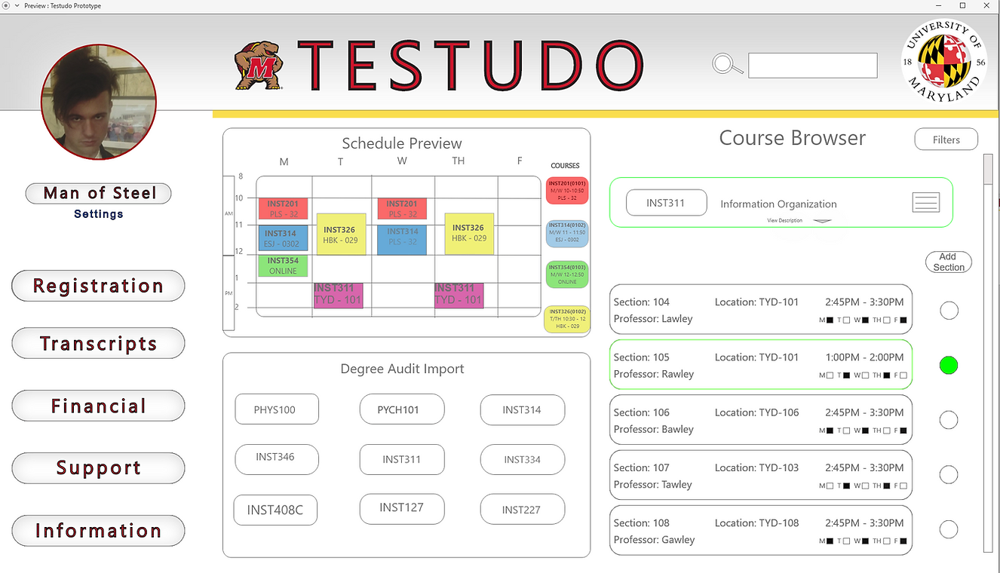 Preview : Testudo Prototype
TESTUDO
UNIVERSITY OF
18 56
MARYLAND
M
Man of Steel
Settings
Registration
Transcripts
Financial
Support
Information
Schedule Preview
M T W TH F
COURSES
8
10
AM
11
12
1
PM
2
INST201
PLS - 32
INST201
PLS - 32
INST314
ESJ - 0302
INST326
HBK - 029
INST314
PLS - 32
INST326
HBK - 029
INST354
ONLINE
INST311
TYD - 101
INST311
TYD - 101
INST201(0101)
M/W 10-10:50
PLS - 32
INST314(0102)
M/W 11 - 11:50
ESJ - 0302
INST354(0103)
M/W 12-12:50
ONLINE
INST326(0102)
T/TH 10:30 - 12
HBK - 029
Degree Audit Import
PHYS100 PYCH101 INST314
INST346 INST311 INST334
INST408C INST127 INST227
Course Browser
Filters
INST311
Information Organization
View Description
Add
Section
Section: 104 Location: TYD-101 2:45PM - 3:30PM
Professor: Lawley M T W TH F
Section: 105 Location: TYD-101 1:00PM - 2:00PM
Professor: Rawley M T W TH F
Section: 106 Location: TYD-106 2:45PM - 3:30PM
Professor: Bawley M T W TH F
Section: 107 Location: TYD-103 2:45PM - 3:30PM
Professor: Tawley M T W TH F
Section: 108 Location: TYD-108 2:45PM - 3:30PM
Professor: Gawley M T W TH F